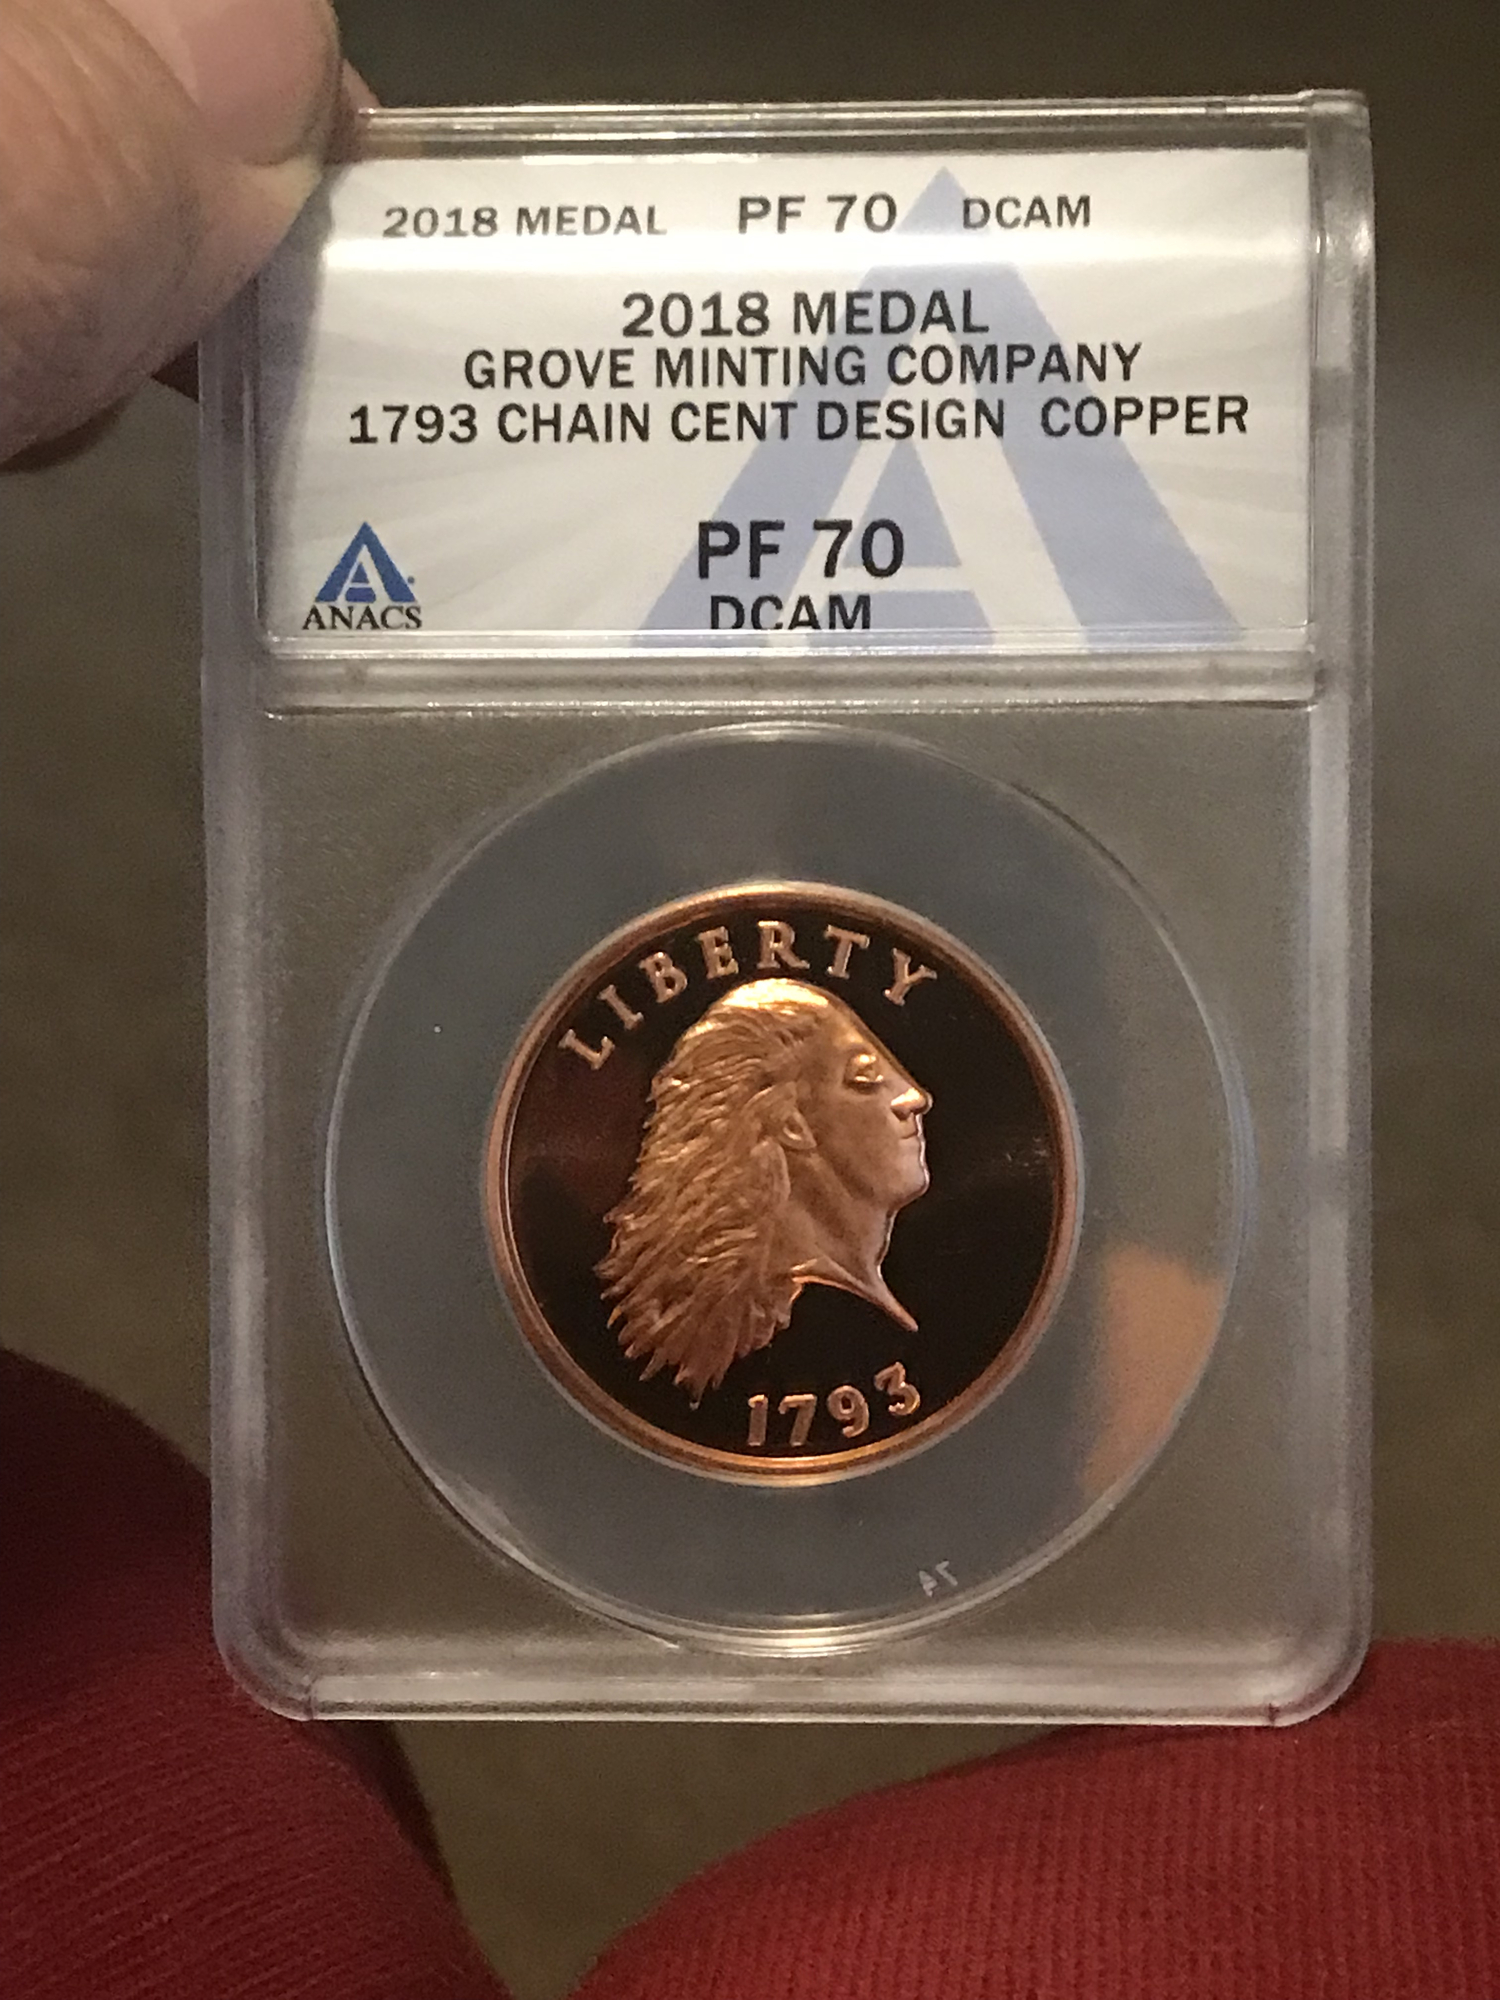 2018 MEDAL PF 70 DCAM
2018 MEDAL
GROVE MINTING COMPANY
1793 CHAIN CENT DESIGN COPPER
PF 70
DCAM
ANACS
LIBERTY
1793
74